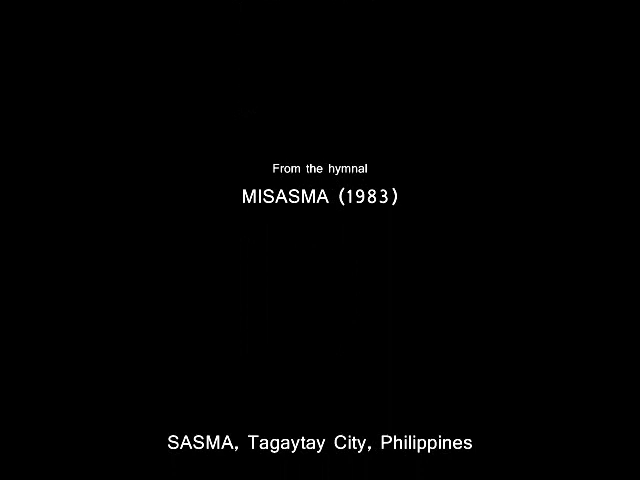 From the hymnal
MISASMA (1983)
SASMA, Tagaytay City, Philippines